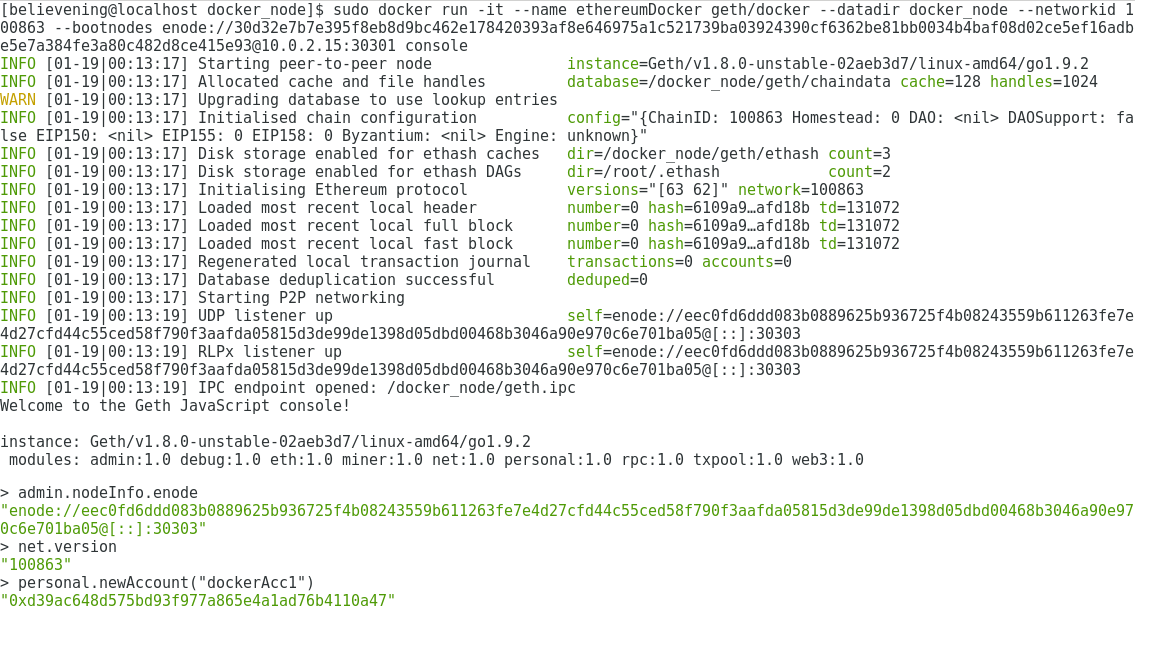 [believening@localhost docker_node]$ sudo docker run -it --name ethereumDocker geth/docker --datadir docker_node --networkid 1
00863 --bootnodes enode://30d32e7b7e395f8eb8d9bc462e178420393af8e646975a1c521739ba03924390cf6362be81bb0034b4baf08d02ce5ef16adb
e5e7a384fe3a80c482d8ce415e93@10.0.2.15:30301 console
INFO [01-19|00:13:17] Starting peer-to-peer node               instance=Geth/v1.8.0-unstable-02aeb3d7/linux-amd64/go1.9.2
INFO [01-19|00:13:17] Allocated cache and file handles         database=/docker_node/geth/chaindata cache=128 handles=1024
WARN [01-19|00:13:17] Upgrading database to use lookup entries
INFO [01-19|00:13:17] Initialised chain configuration          config="{ChainID: 100863 Homestead: 0 DAO: <nil> DAOSupport: fa
lse EIP150: <nil> EIP155: 0 EIP158: 0 Byzantium: <nil> Engine: unknown}"
INFO [01-19|00:13:17] Disk storage enabled for ethash caches   dir=/docker_node/geth/ethash count=3
INFO [01-19|00:13:17] Disk storage enabled for ethash DAGs     dir=/root/.ethash            count=2
INFO [01-19|00:13:17] Initialising Ethereum protocol           versions="[63 62]" network=100863
INFO [01-19|00:13:17] Loaded most recent local header          number=0 hash=6109a9…afd18b td=131072
INFO [01-19|00:13:17] Loaded most recent local full block      number=0 hash=6109a9…afd18b td=131072
INFO [01-19|00:13:17] Loaded most recent local fast block      number=0 hash=6109a9…afd18b td=131072
INFO [01-19|00:13:17] Regenerated local transaction journal    transactions=0 accounts=0
INFO [01-19|00:13:17] Database deduplication successful        deduped=0
INFO [01-19|00:13:17] Starting P2P networking
INFO [01-19|00:13:19] UDP listener up                          self=enode://eec0fd6ddd083b0889625b936725f4b08243559b611263fe7e
4d27cfd44c55ced58f790f3aafda05815d3de99de1398d05dbd00468b3046a90e970c6e701ba05@[::]:30303
INFO [01-19|00:13:19] RLPx listener up                         self=enode://eec0fd6ddd083b0889625b936725f4b08243559b611263fe7e
4d27cfd44c55ced58f790f3aafda05815d3de99de1398d05dbd00468b3046a90e970c6e701ba05@[::]:30303
INFO [01-19|00:13:19] IPC endpoint opened: /docker_node/geth.ipc
Welcome to the Geth JavaScript console!
instance: Geth/v1.8.0-unstable-02aeb3d7/linux-amd64/go1.9.2
 modules: admin:1.0 debug:1.0 eth:1.0 miner:1.0 net:1.0 personal:1.0 rpc:1.0 txpool:1.0 web3:1.0
> admin.nodeInfo.enode
"enode://eec0fd6ddd083b0889625b936725f4b08243559b611263fe7e4d27cfd44c55ced58f790f3aafda05815d3de99de1398d05dbd00468b3046a90e97
0c6e701ba05@[::]:30303"
> net.version
"100863"
> personal.newAccount("dockerAcc1")
"0xd39ac648d575bd93f977a865e4a1ad76b4110a47"